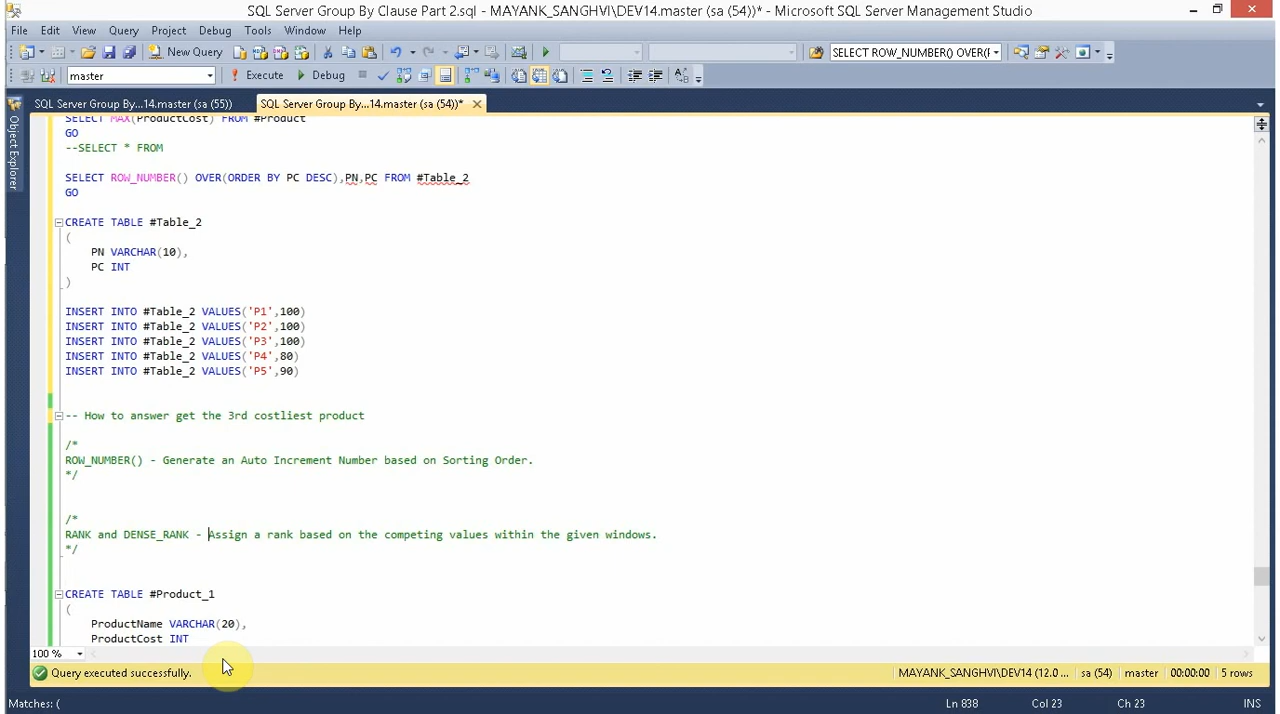 SQL Server Group By Clause Part 2.sql - MAYANK_SANGHVI\DEV14.master (sa (54))* - Microsoft SQL Server Management Studio
File Edit View Query Project Debug Tools Window Help
New Query SELECT ROW_NUMBER() OVER(
master Execute Debug
SQL Server Group By...14.master (sa (55)) SQL Server Group By...14.master (sa (54))*
Object Explorer
SELECT MAX(ProductCost) FROM #Product
GO
--SELECT * FROM
SELECT ROW_NUMBER() OVER(ORDER BY PC DESC),PN,PC FROM #Table_2
GO
CREATE TABLE #Table_2
(
PN VARCHAR(10),
PC INT
)
INSERT INTO #Table_2 VALUES('P1',100)
INSERT INTO #Table_2 VALUES('P2',100)
INSERT INTO #Table_2 VALUES('P3',100)
INSERT INTO #Table_2 VALUES('P4',80)
INSERT INTO #Table_2 VALUES('P5',90)
-- How to answer get the 3rd costliest product
/*
ROW_NUMBER() - Generate an Auto Increment Number based on Sorting Order.
*/
/*
RANK and DENSE_RANK - Assign a rank based on the competing values within the given windows.
*/
CREATE TABLE #Product_1
(
ProductName VARCHAR(20),
ProductCost INT
100 %
Query executed successfully. MAYANK_SANGHVI\DEV14 (12.0 ... sa (54) master 00:00:00 5 rows
Matches: ( Ln 838 Col 23 Ch 23 INS